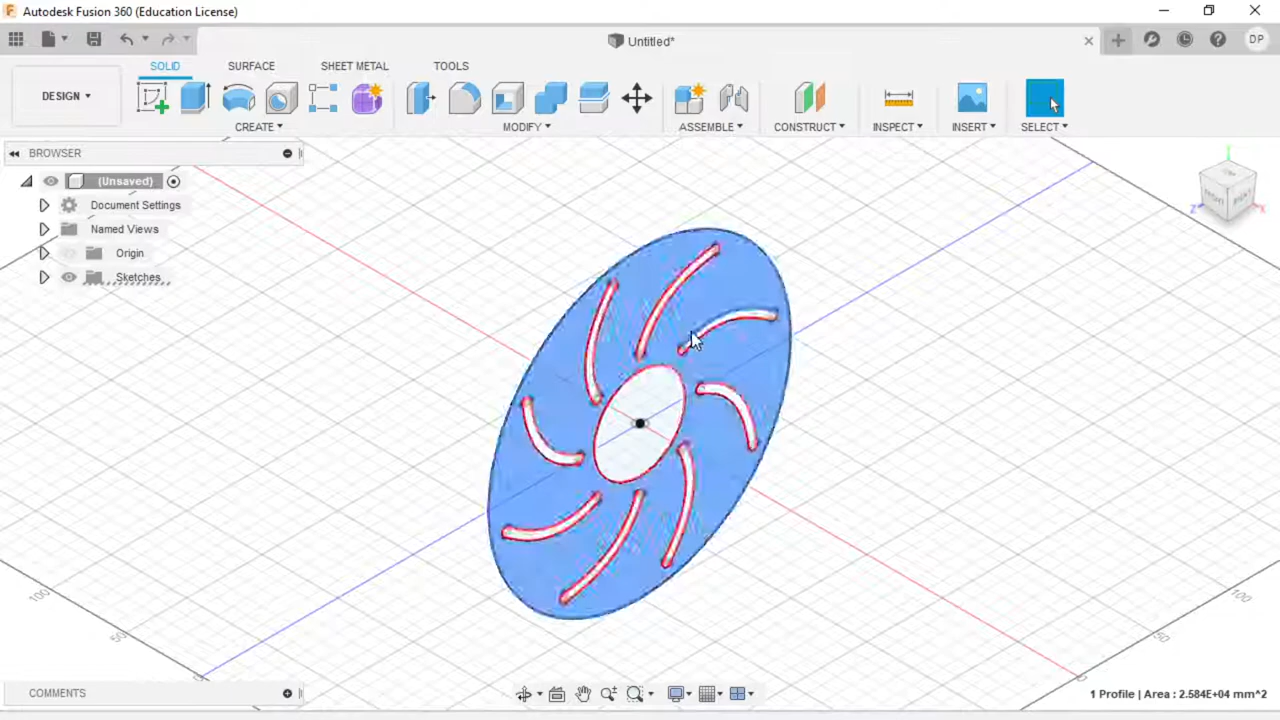 Autodesk Fusion 360 (Education License)
Untitled*
DP
DESIGN
SOLID
SURFACE
SHEET METAL
TOOLS
CREATE
MODIFY
ASSEMBLE
CONSTRUCT
INSPECT
INSERT
SELECT
BROWSER
(Unsaved)
Document Settings
Named Views
Origin
Sketches
Z
X
FRONT
RIGHT
100
50
100
50
COMMENTS
1 Profile | Area : 2.584E+04 mm^2